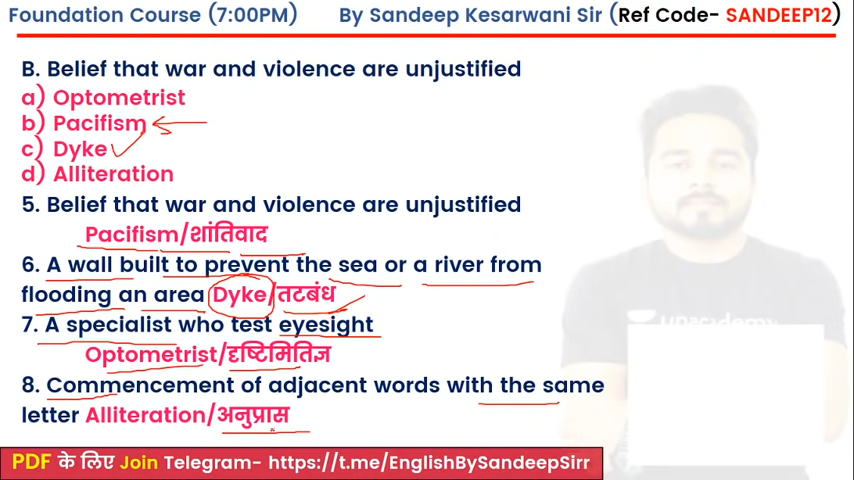 Foundation Course (7:00PM) By Sandeep Kesarwani Sir (Ref Code- SANDEEP12)
B. Belief that war and violence are unjustified
a) Optometrist
b) Pacifism
c) Dyke
d) Alliteration
5. Belief that war and violence are unjustified
Pacifism/शांतिवाद
6. A wall built to prevent the sea or a river from
flooding an area Dyke/तटबंध
7. A specialist who test eyesight
Optometrist/दृष्टिमितिज्ञ
8. Commencement of adjacent words with the same
letter Alliteration/अनुप्रास
unacademy
PDF के लिए Join Telegram- https://t.me/EnglishBySandeepSirr